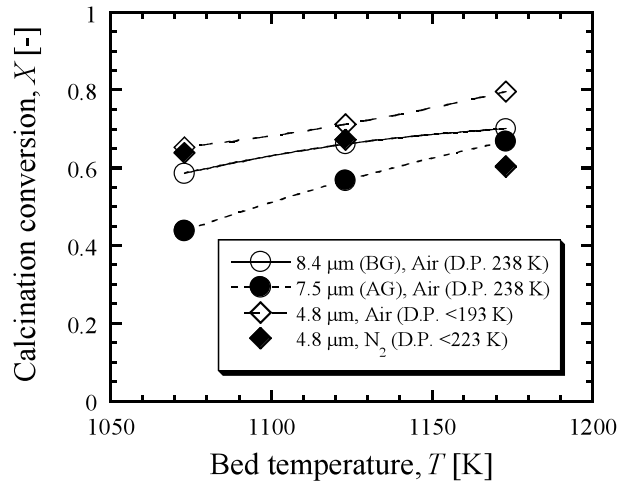 Calcination conversion, X [-]
1
0.8
0.6
0.4
0.2
0
8.4 μm (BG), Air (D.P. 238 K)
7.5 μm (AG), Air (D.P. 238 K)
4.8 μm, Air (D.P. <193 K)
4.8 μm, N₂ (D.P. <223 K)
1050 1100 1150 1200
Bed temperature, T [K]